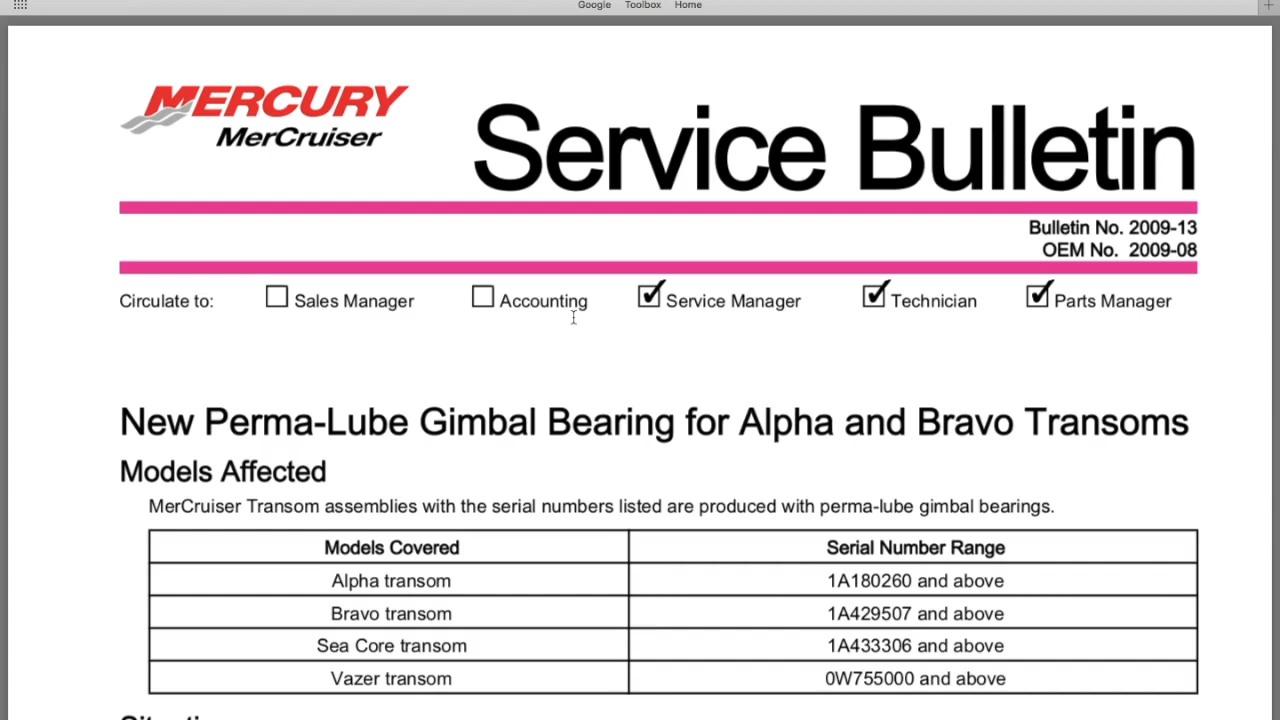 Google Toolbox Home
MERCURY
MerCruiser
Service Bulletin
Bulletin No. 2009-13
OEM No. 2009-08
Circulate to: Sales Manager Accounting Service Manager Technician Parts Manager
New Perma-Lube Gimbal Bearing for Alpha and Bravo Transoms
Models Affected
MerCruiser Transom assemblies with the serial numbers listed are produced with perma-lube gimbal bearings.
Models Covered Serial Number Range
Alpha transom 1A180260 and above
Bravo transom 1A429507 and above
Sea Core transom 1A433306 and above
Vazer transom 0W755000 and above